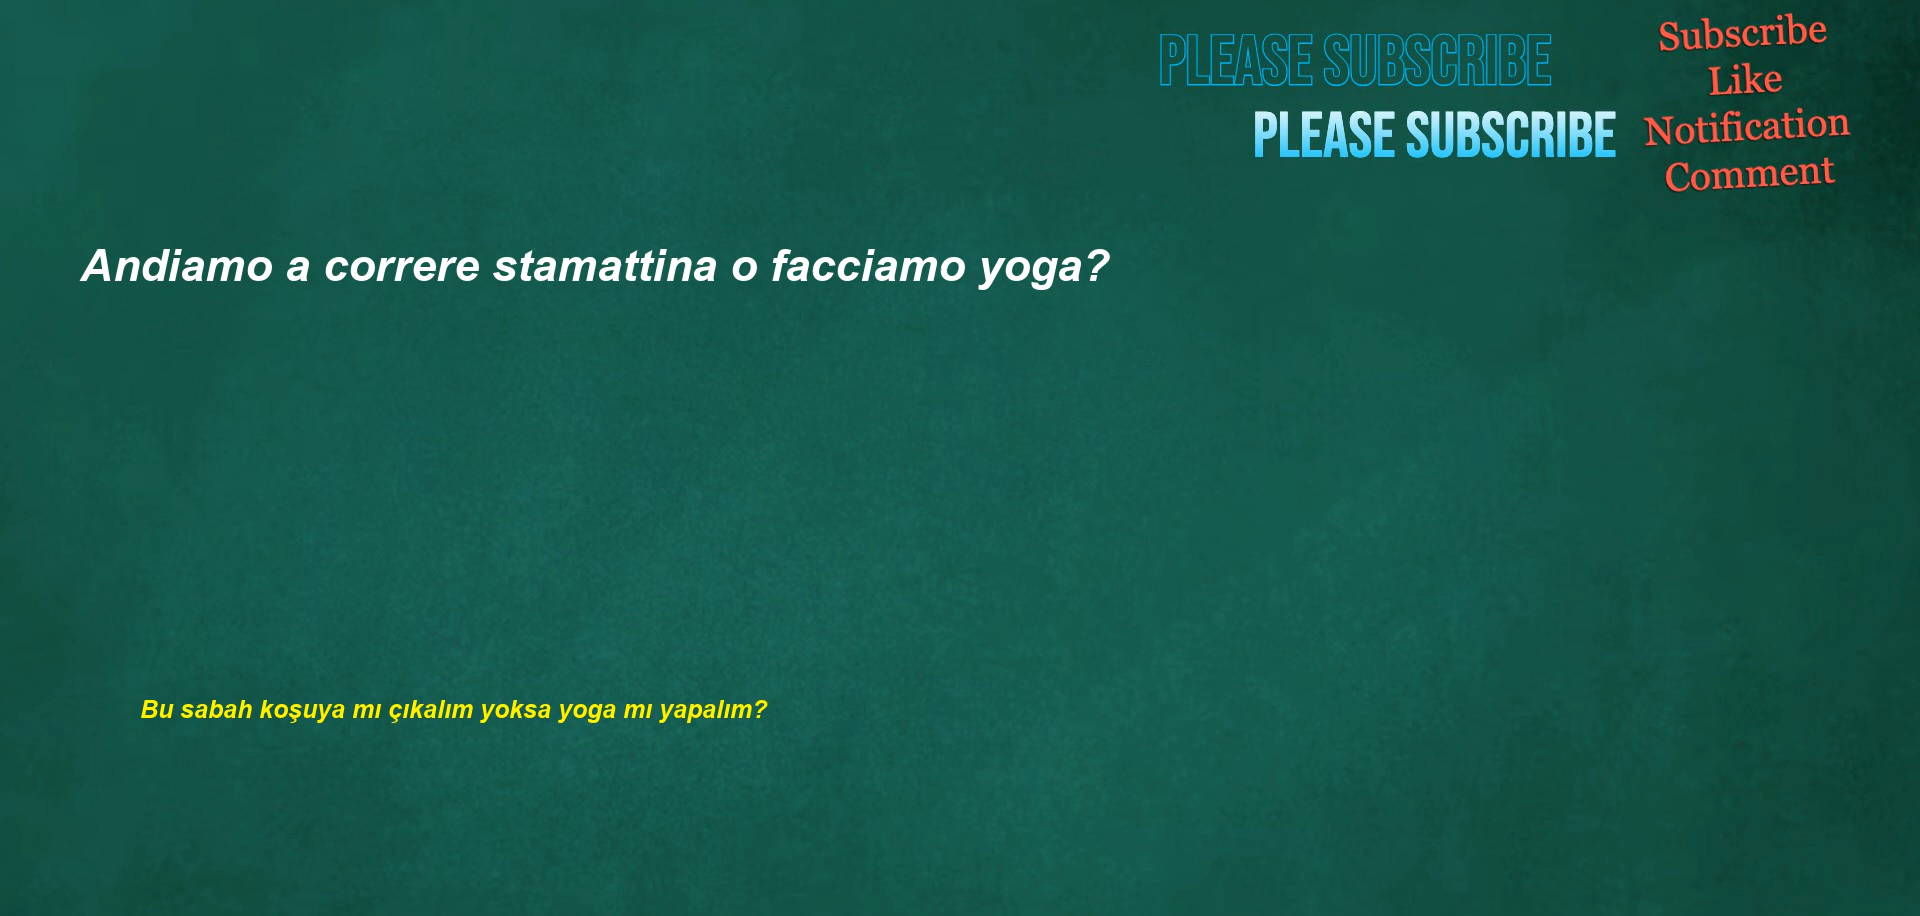 PLEASE SUBSCRIBE
PLEASE SUBSCRIBE
Subscribe
Like
Notification
Comment
Andiamo a correre stamattina o facciamo yoga?
Bu sabah koşuya mı çıkalım yoksa yoga mı yapalım?